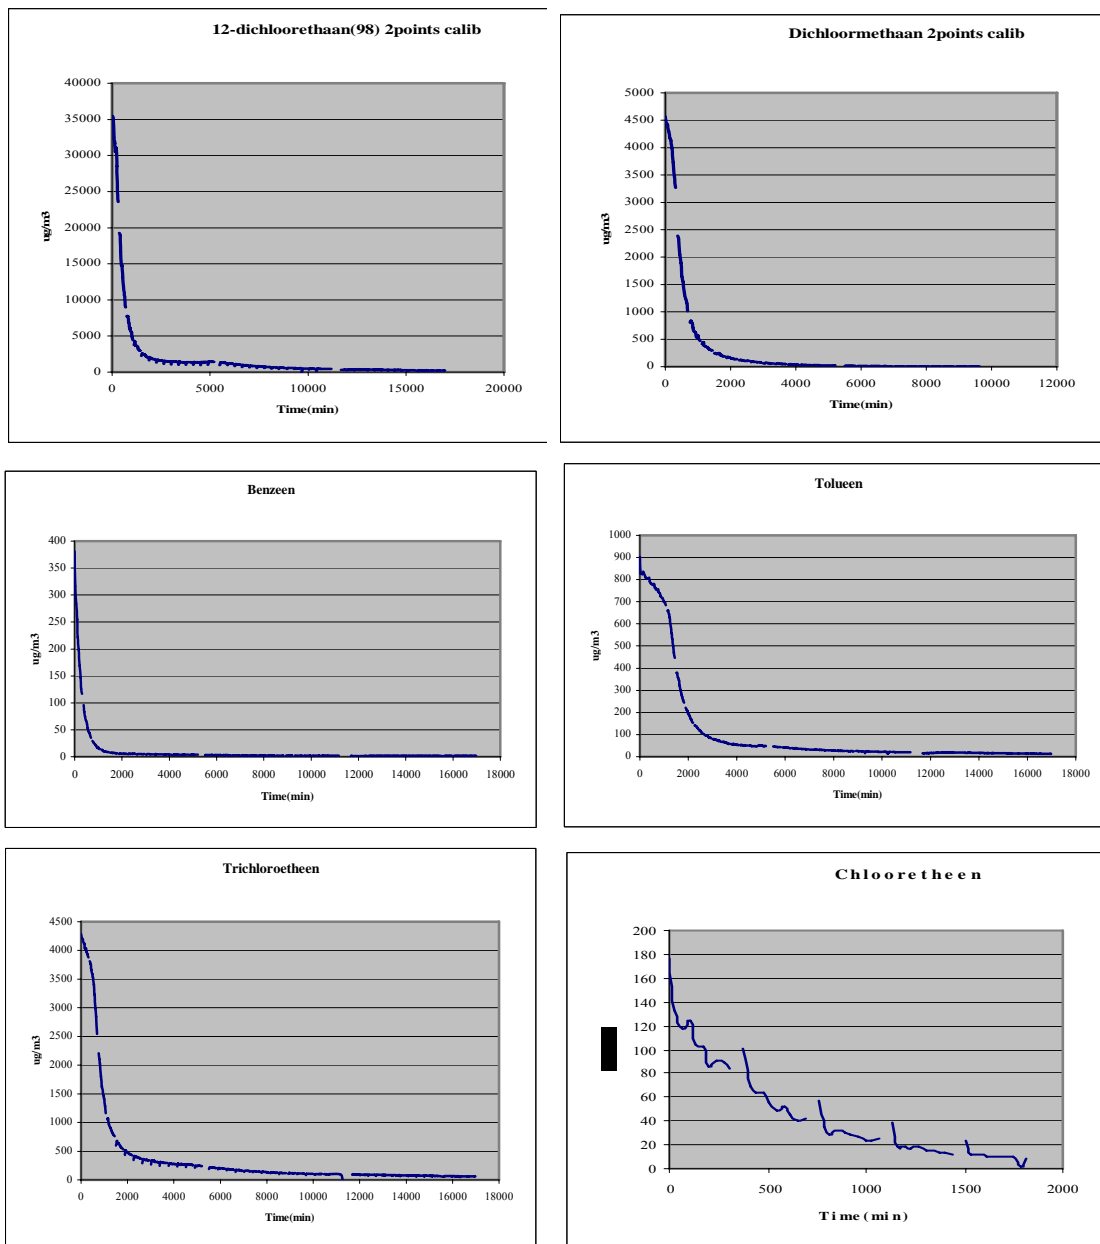 12-dichloorethaan(98) 2points calib
40000
35000
30000
25000
20000
15000
10000
5000
0
ug/m3
0 5000 10000 15000 20000
Time(min)
Dichloormethaan 2points calib
5000
4500
4000
3500
3000
2500
2000
1500
1000
500
0
ug/m3
0 2000 4000 6000 8000 10000 12000
Time(min)
Benzeen
400
350
300
250
200
150
100
50
0
ug/m3
0 2000 4000 6000 8000 10000 12000 14000 16000 18000
Time(min)
Tolueen
1000
900
800
700
600
500
400
300
200
100
0
ug/m3
0 2000 4000 6000 8000 10000 12000 14000 16000 18000
Time(min)
Trichloroetheen
4500
4000
3500
3000
2500
2000
1500
1000
500
0
ug/m3
0 2000 4000 6000 8000 10000 12000 14000 16000 18000
Time(min)
Chlooretheen
200
180
160
140
120
100
80
60
40
20
0
0 500 1000 1500 2000
Time(min)